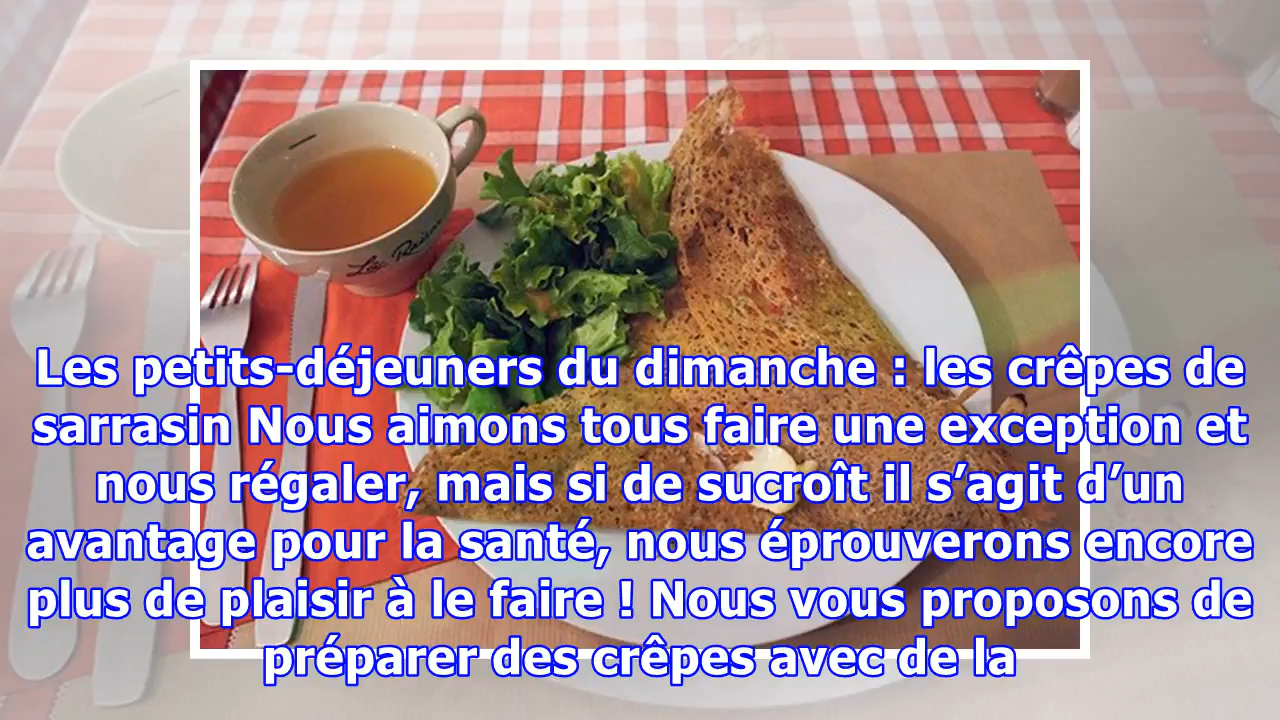 Les petits-déjeuners du dimanche : les crêpes de
sarrasin Nous aimons tous faire une exception et
nous régaler, mais si de sucroît il s’agit d’un
avantage pour la santé, nous éprouverons encore
plus de plaisir à le faire ! Nous vous proposons de
préparer des crêpes avec de la